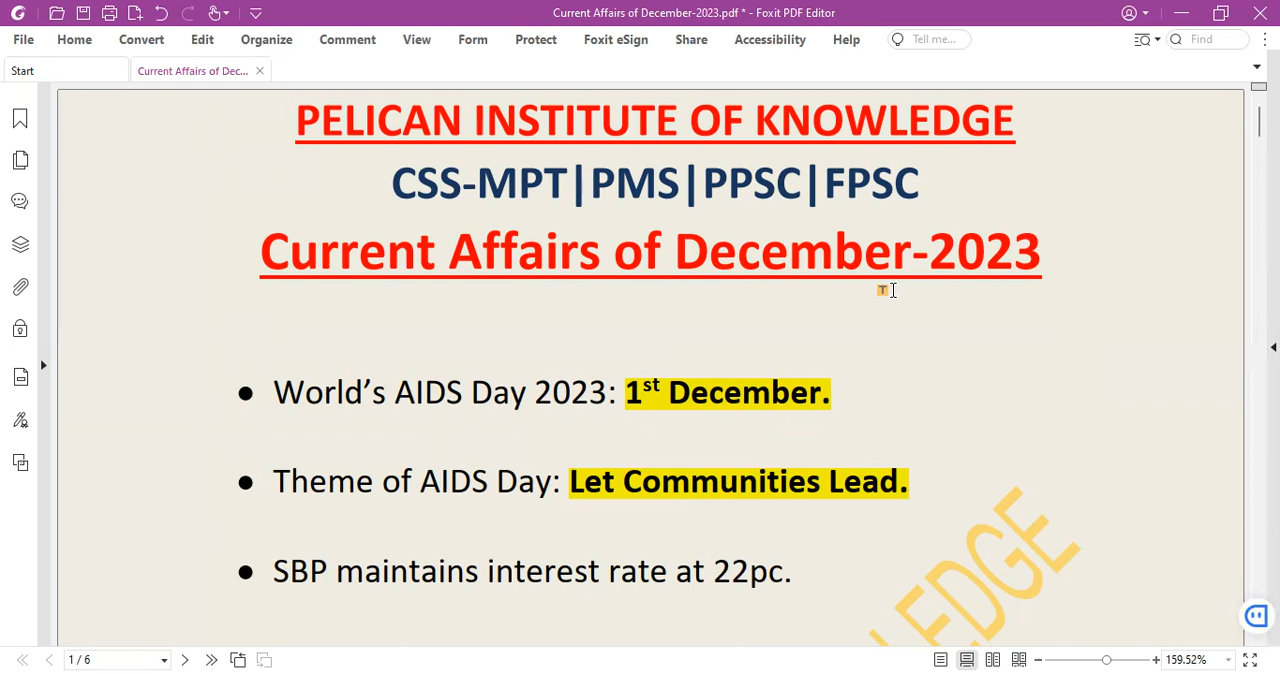 Current Affairs of December-2023.pdf * - Foxit PDF Editor
File Home Convert Edit Organize Comment View Form Protect Foxit eSign Share Accessibility Help Tell me... Find
Start Current Affairs of Dec...
PELICAN INSTITUTE OF KNOWLEDGE
CSS-MPT|PMS|PPSC|FPSC
Current Affairs of December-2023
T
● World’s AIDS Day 2023: 1st December.
● Theme of AIDS Day: Let Communities Lead.
● SBP maintains interest rate at 22pc.
LEDGE
1 / 6 159.52%